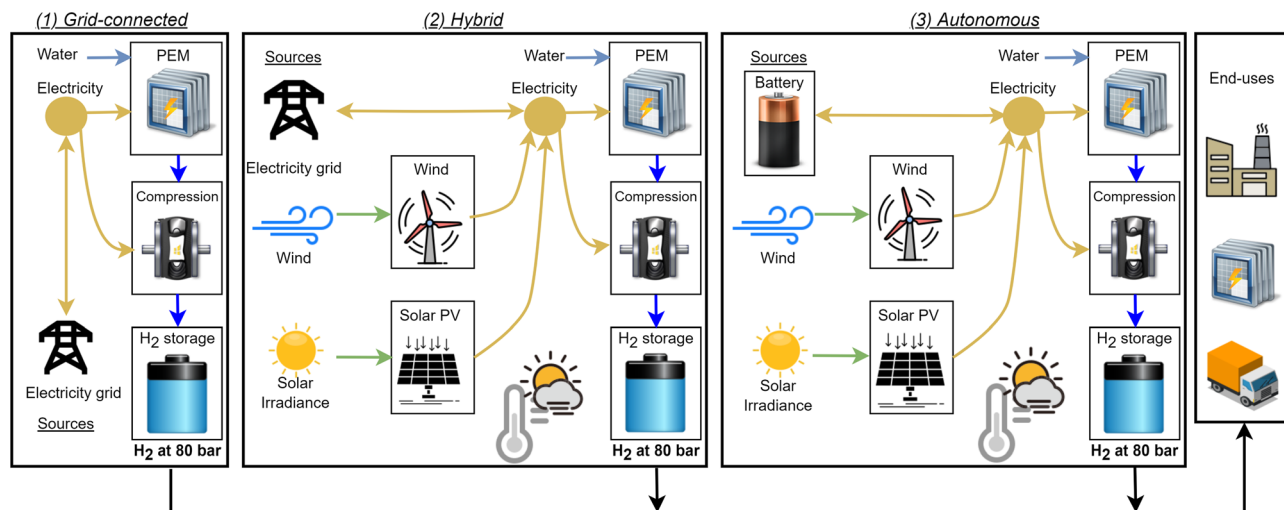 (1) Grid-connected
Water
PEM
Electricity
Compression
H2 storage
Electricity grid
Sources
H2 at 80 bar
(2) Hybrid
Sources
Water
PEM
Electricity
Electricity grid
Wind
Compression
Wind
Solar PV
H2 storage
Solar
Irradiance
H2 at 80 bar
(3) Autonomous
Sources
Battery
Water
PEM
Electricity
Wind
Compression
Wind
Solar PV
H2 storage
Solar
Irradiance
H2 at 80 bar
End-uses